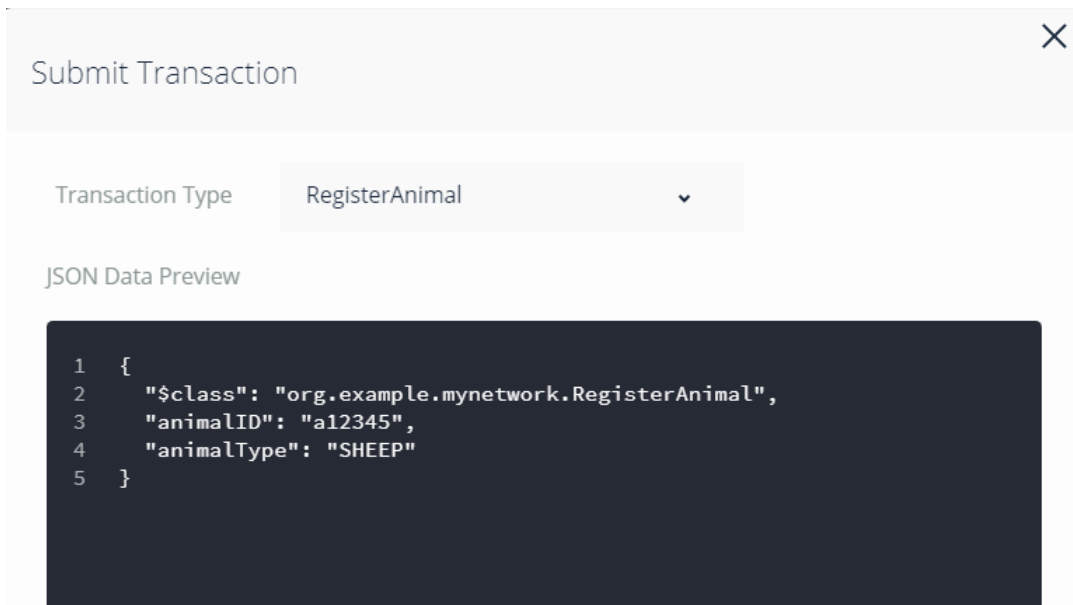 Submit Transaction
Transaction Type RegisterAnimal
JSON Data Preview
1 {
2 "$class": "org.example.mynetwork.RegisterAnimal",
3 "animalID": "a12345",
4 "animalType": "SHEEP"
5 }